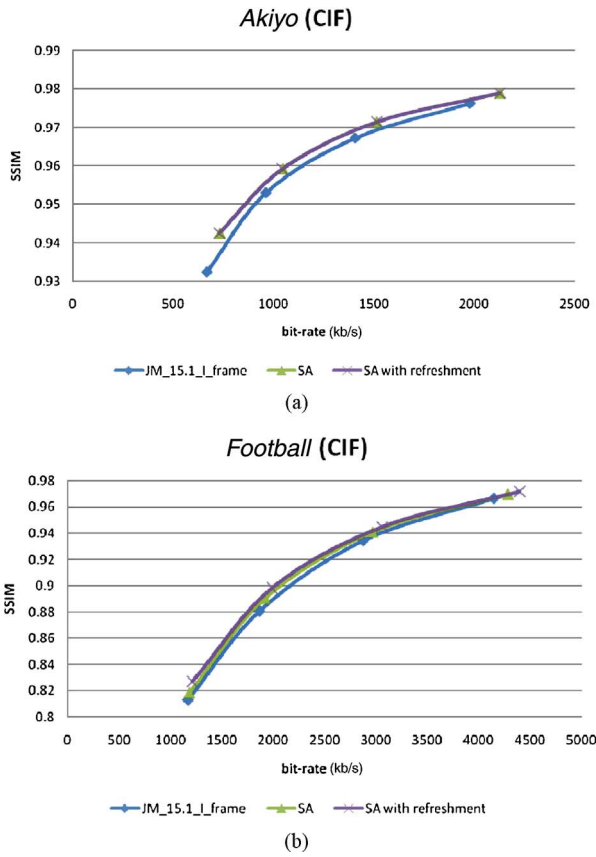 Akiyo (CIF)
0.99
0.98
0.97
0.96
0.95
0.94
0.93
SSIM
0 500 1000 1500 2000 2500
bit-rate (kb/s)
JM_15.1_I_frame SA SA with refreshment
(a)
Football (CIF)
0.98
0.96
0.94
0.92
0.9
0.88
0.86
0.84
0.82
0.8
SSIM
0 500 1000 1500 2000 2500 3000 3500 4000 4500 5000
bit-rate (kb/s)
JM_15.1_I_frame SA SA with refreshment
(b)